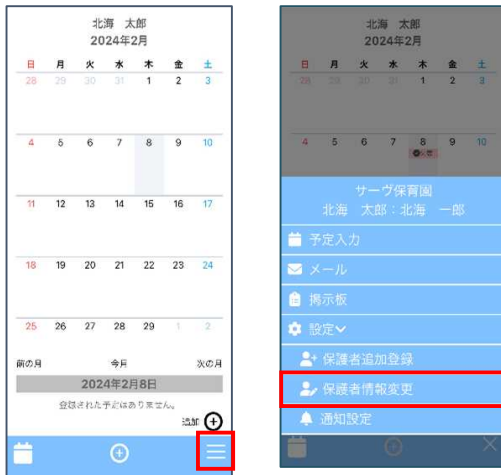 北海　太郎
2024年2月
日 月 火 水 木 金 土
28 29 30 31 1 2 3
4 5 6 7 8 9 10
11 12 13 14 15 16 17
18 19 20 21 22 23 24
25 26 27 28 29 1 2
前の月 今月 次の月
2024年2月8日
登録された予定はありません。
追加
北海　太郎
2024年2月
日 月 火 水 木 金 土
28 29 30 31 1 2 3
4 5 6 7 8 9 10
サーヴ保育園
北海　太郎：北海　一郎
予定入力
メール
掲示板
設定
保護者追加登録
保護者情報変更
通知設定